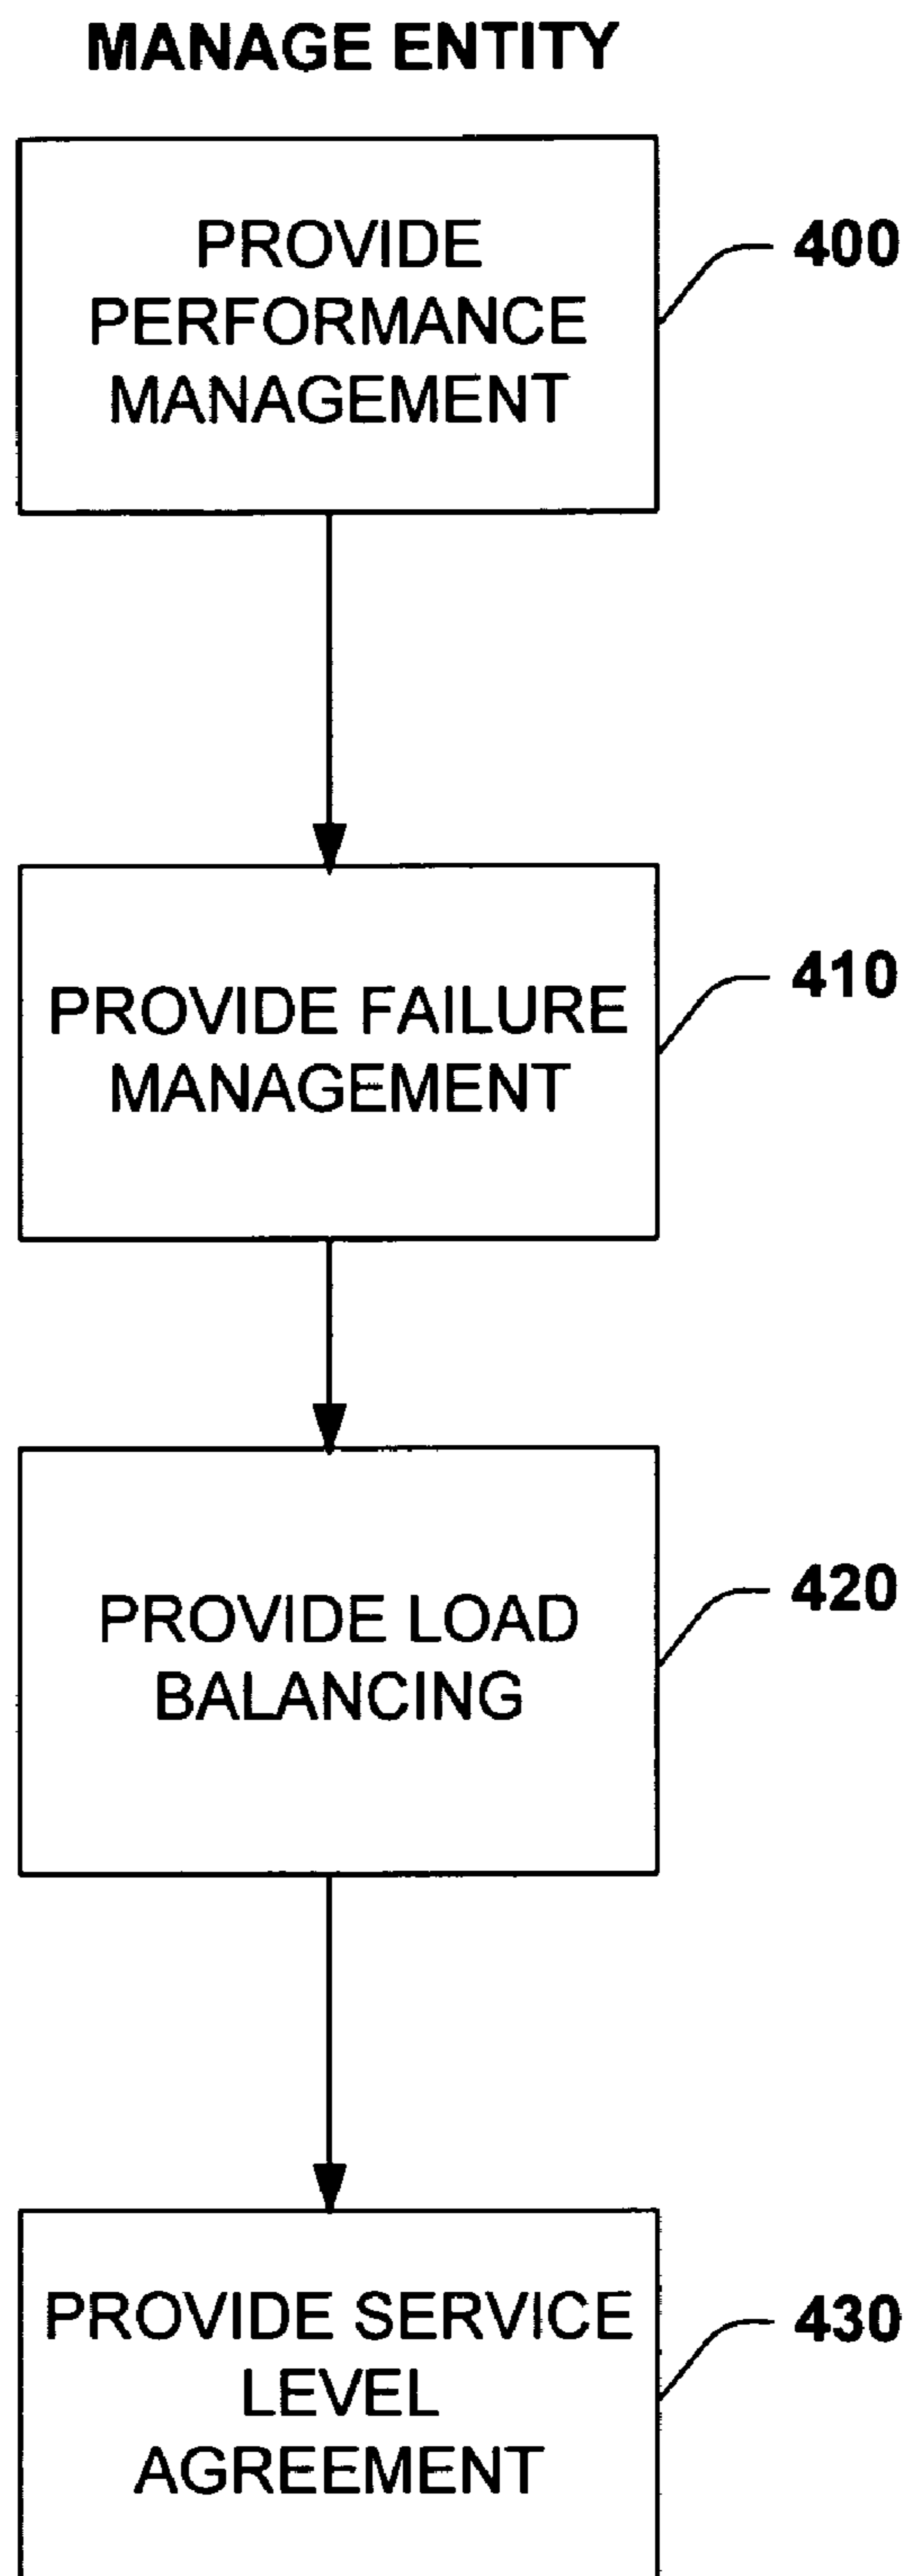 MANAGE ENTITY
PROVIDE
PERFORMANCE
MANAGEMENT
400
PROVIDE FAILURE
MANAGEMENT
410
PROVIDE LOAD
BALANCING
420
PROVIDE SERVICE
LEVEL
AGREEMENT
430